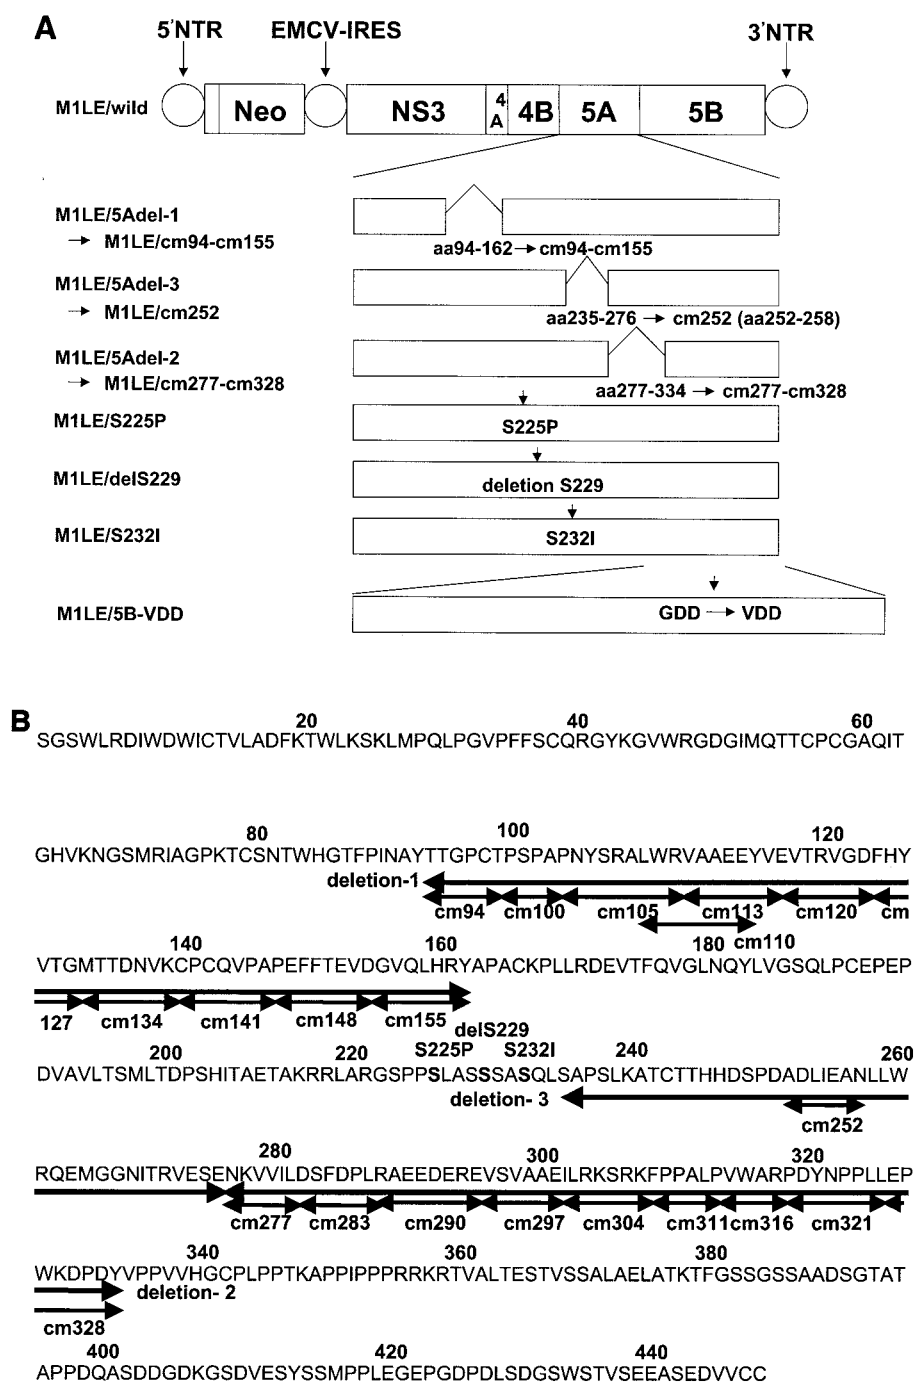 A
5'NTR EMCV-IRES 3'NTR
M1LE/wild Neo NS3 4A 4B 5A 5B
M1LE/5Adel-1
→ M1LE/cm94-cm155
aa94-162→cm94-cm155
M1LE/5Adel-3
→ M1LE/cm252
aa235-276 → cm252 (aa252-258)
M1LE/5Adel-2
→ M1LE/cm277-cm328
aa277-334 → cm277-cm328
M1LE/S225P S225P
M1LE/delS229 deletion S229
M1LE/S232I S232I
M1LE/5B-VDD GDD → VDD
B
20 40 60
SGSWLRDIWDWICTVLADFKTWLKSKLMPQLPGVPFFSCQRGYKGVWRGDGIMQTTCPCGAQIT
80 100 120
GHVKNGSMRIAGPKTCSNTWHGTFPINAYTTGPCTPSPAPNYSRALWRVAAEEYVEVTRVGDFHY
deletion-1
cm94 cm100 cm105 cm113 cm120 cm
cm110
140 160 180
VTGMTTDNVKCPCQVPAPEFFTEVDGVQLHRYAPACKPLLRDEVTFQVGLNQYLVGSQLPCEPEP
127 cm134 cm141 cm148 cm155
delS229
200 220 S225P S232I 240 260
DVAVLTSMLTDPSHITAETAKRRLARGSPPSLASSSASQLSAPSLKATCTTHHDSPDADLIEANLLW
deletion- 3
cm252
280 300 320
RQEMGGNITRVESENKVVILDSFDPLRAEEDEREVSVAAEILRKSRKFPPALPVWARPDYNPPLLEP
cm277 cm283 cm290 cm297 cm304 cm311 cm316 cm321
340 360 380
WKDPDYVPPVVHGCPLPPTKAPPIPPPRRKRTVALTESTVSSALAELATKTFGSSGSSAADSGTAT
deletion- 2
cm328
400 420 440
APPDQASDDGDKGSDVESYSSMPPLEGEPGDPDLSDGSWSTVSEEASEDVVCC